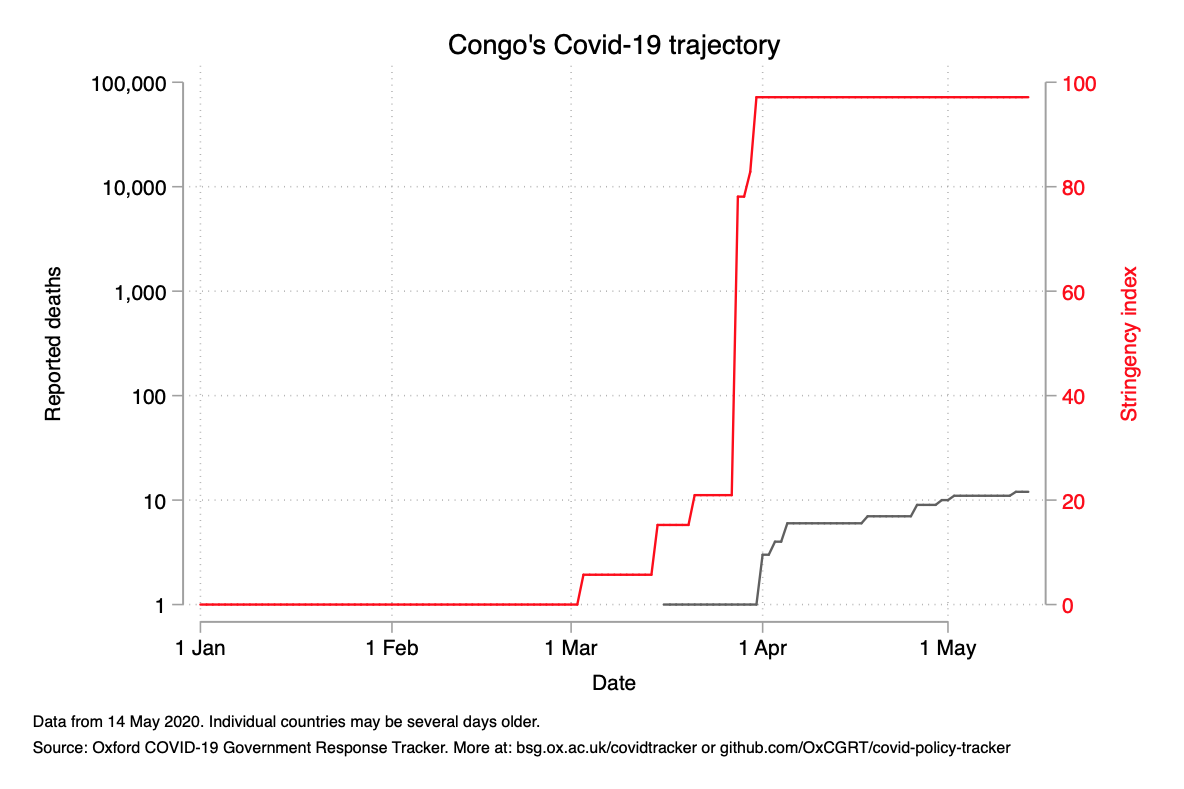 Congo's Covid-19 trajectory
100,000
10,000
1,000
100
10
1
Reported deaths
100
80
60
40
20
0
Stringency index
1 Jan
1 Feb
1 Mar
1 Apr
1 May
Date
Data from 14 May 2020. Individual countries may be several days older.
Source: Oxford COVID-19 Government Response Tracker. More at: bsg.ox.ac.uk/covidtracker or github.com/OxCGRT/covid-policy-tracker